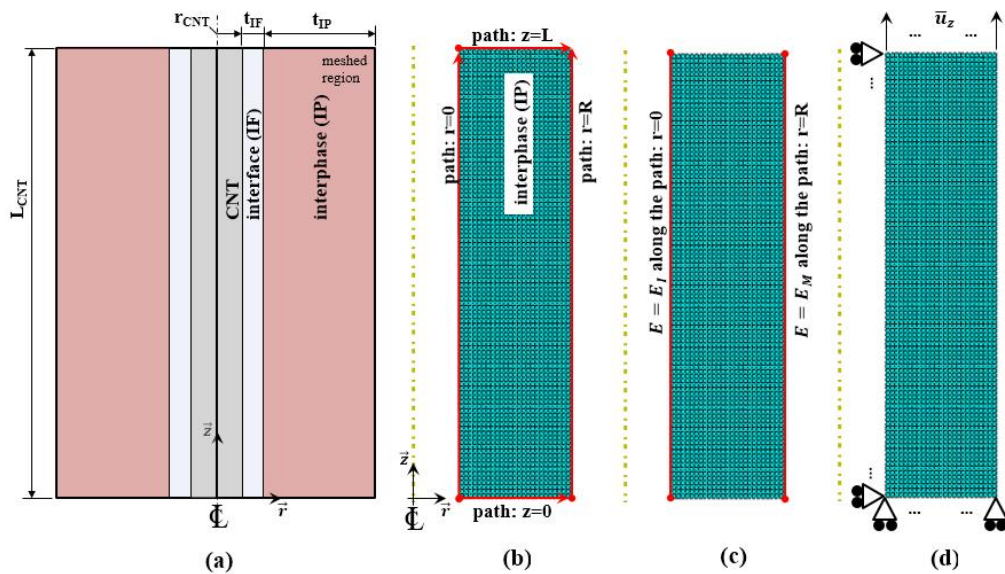 r_CNT
t_IF
t_IP
meshed
region
L_CNT
CNT
interface (IF)
interphase (IP)
z
r
℄
(a)
path: z=L
path: r=0
interphase (IP)
path: r=R
z
r
℄
path: z=0
(b)
E = E_I along the path: r=0
E = E_M along the path: r=R
(c)
u̅_z
... ...
...
...
... ...
(d)